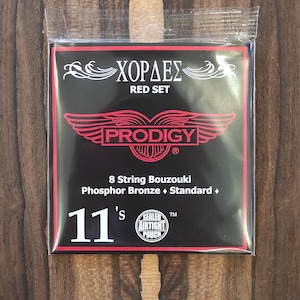 ΧΟΡΔΕΣ
RED SET
PRODIGY®
8 String Bouzouki
Phosphor Bronze ♦ Standard ♦
11's
SEALED
AIRTIGHT
POUCH
™